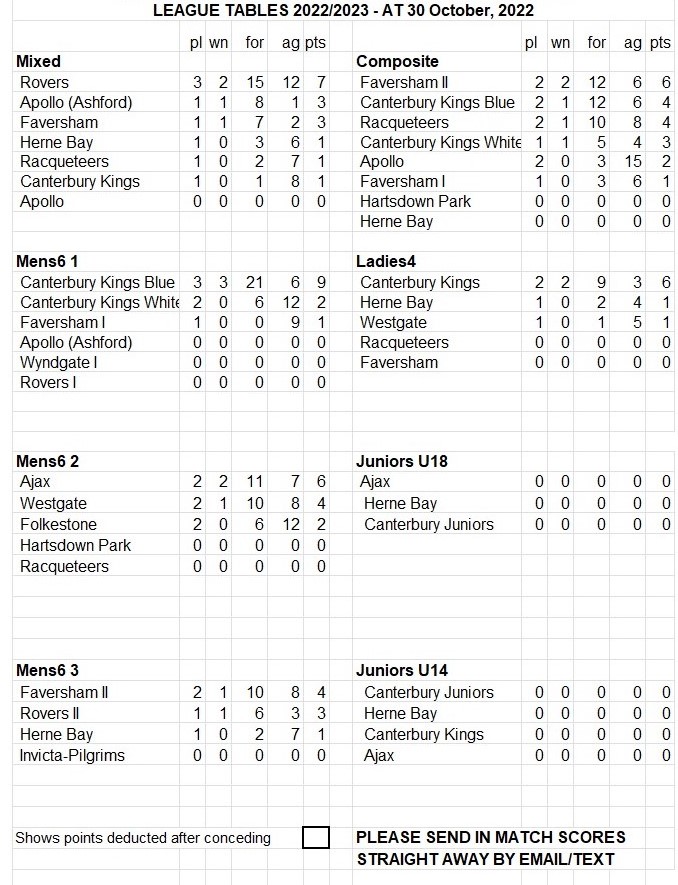 LEAGUE TABLES 2022/2023 - AT 30 October, 2022
pl wn for ag pts pl wn for ag pts
Mixed Composite
Rovers 3 2 15 12 7 Faversham II 2 2 12 6 6
Apollo (Ashford) 1 1 8 1 3 Canterbury Kings Blue 2 1 12 6 4
Faversham 1 1 7 2 3 Racqueteers 2 1 10 8 4
Herne Bay 1 0 3 6 1 Canterbury Kings White 1 1 5 4 3
Racqueteers 1 0 2 7 1 Apollo 2 0 3 15 2
Canterbury Kings 1 0 1 8 1 Faversham I 1 0 3 6 1
Apollo 0 0 0 0 0 Hartsdown Park 0 0 0 0 0
Herne Bay 0 0 0 0 0
Mens6 1 Ladies4
Canterbury Kings Blue 3 3 21 6 9 Canterbury Kings 2 2 9 3 6
Canterbury Kings White 2 0 6 12 2 Herne Bay 1 0 2 4 1
Faversham I 1 0 0 9 1 Westgate 1 0 1 5 1
Apollo (Ashford) 0 0 0 0 0 Racqueteers 0 0 0 0 0
Wyndgate I 0 0 0 0 0 Faversham 0 0 0 0 0
Rovers I 0 0 0 0 0
Mens6 2 Juniors U18
Ajax 2 2 11 7 6 Ajax 0 0 0 0 0
Westgate 2 1 10 8 4 Herne Bay 0 0 0 0 0
Folkestone 2 0 6 12 2 Canterbury Juniors 0 0 0 0 0
Hartsdown Park 0 0 0 0 0
Racqueteers 0 0 0 0 0
Mens6 3 Juniors U14
Faversham II 2 1 10 8 4 Canterbury Juniors 0 0 0 0 0
Rovers II 1 1 6 3 3 Herne Bay 0 0 0 0 0
Herne Bay 1 0 2 7 1 Canterbury Kings 0 0 0 0 0
Invicta-Pilgrims 0 0 0 0 0 Ajax 0 0 0 0 0
Shows points deducted after conceding PLEASE SEND IN MATCH SCORES
STRAIGHT AWAY BY EMAIL/TEXT